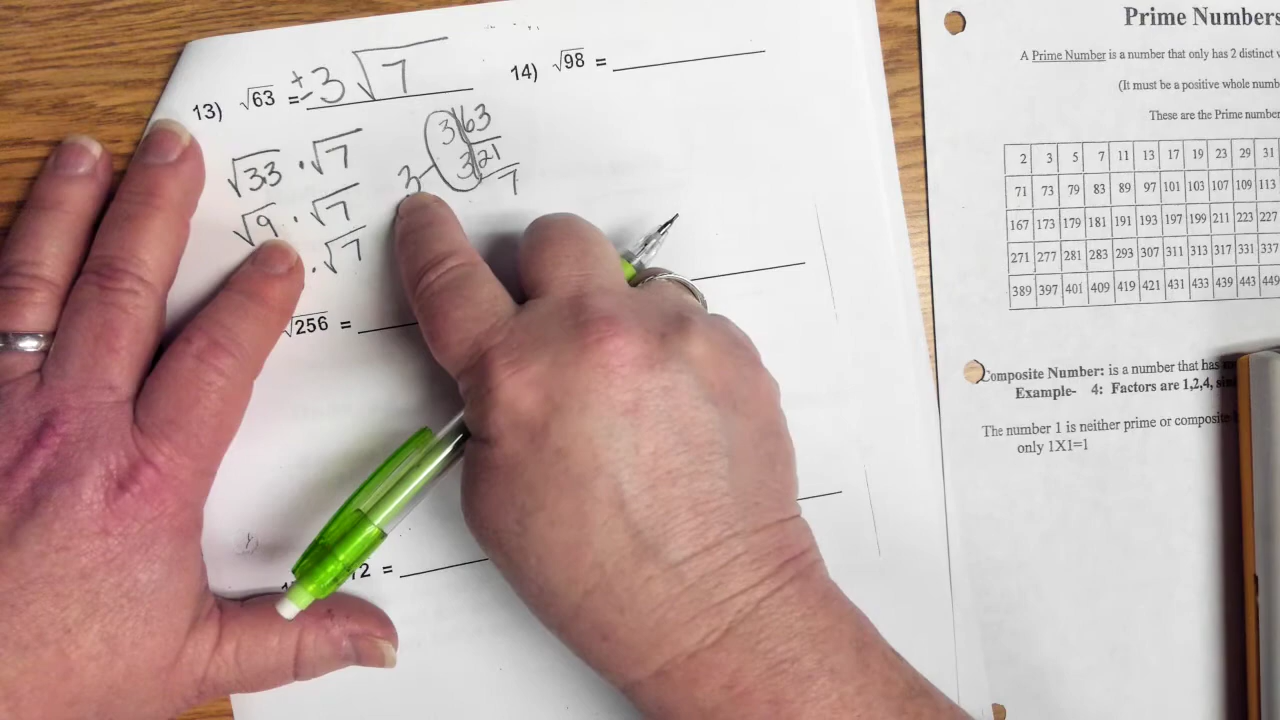 13) √63 = ±3√7
14) √98 =
√33 · √7
√9 · √7
· √7
3 63
3 21
7
3
√256 =
2 =
Prime Numbers
A Prime Number is a number that only has 2 distinct
(It must be a positive whole numb
These are the Prime number
2 3 5 7 11 13 17 19 23 29 31
71 73 79 83 89 97 101 103 107 109 113
167 173 179 181 191 193 197 199 211 223 227
271 277 281 283 293 307 311 313 317 331 337
389 397 401 409 419 421 431 433 439 443 449
Composite Number: is a number that has
Example- 4: Factors are 1,2,4,
The number 1 is neither prime or composite
only 1X1=1